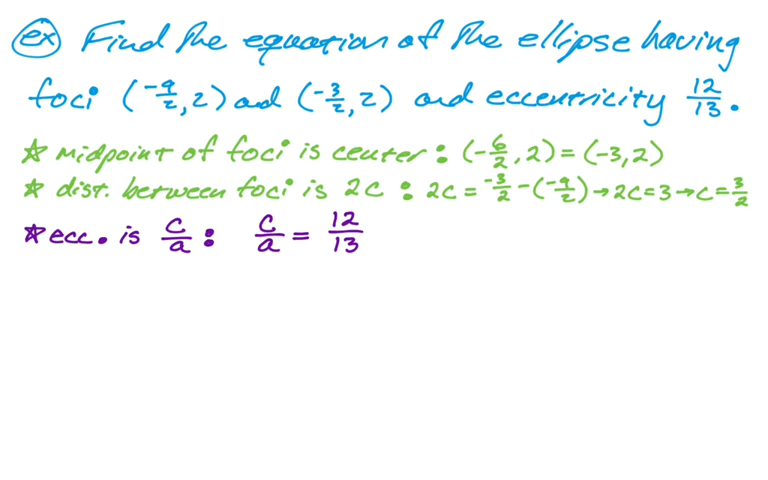 ex Find the equation of the ellipse having
foci (-9/2, 2) and (-3/2, 2) and eccentricity 12/13.
☆ midpoint of foci is center : (-6/2, 2) = (-3, 2)
☆ dist. between foci is 2c : 2c = -3/2 - (-9/2) → 2c = 3 → c = 3/2
☆ ecc. is c/a : c/a = 12/13